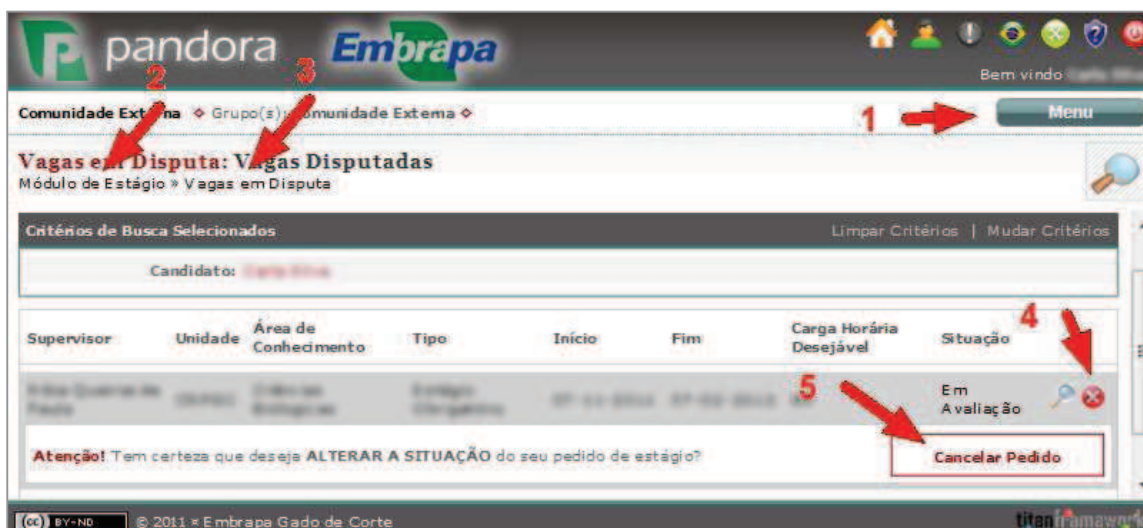 pandora Embrapa
Bem vindo
2
3
Comunidade Externa Grupo(s): Comunidade Externa
1
Menu
Vagas em Disputa: Vagas Disputadas
Módulo de Estágio » Vagas em Disputa
Critérios de Busca Selecionados Limpar Critérios | Mudar Critérios
Candidato:
Supervisor Unidade Área de Conhecimento Tipo Início Fim Carga Horária Desejável Situação
4
5
Em Avaliação
Atenção! Tem certeza que deseja ALTERAR A SITUAÇÃO do seu pedido de estágio? Cancelar Pedido
(cc) BY-ND © 2011 ¤ Embrapa Gado de Corte titanframework